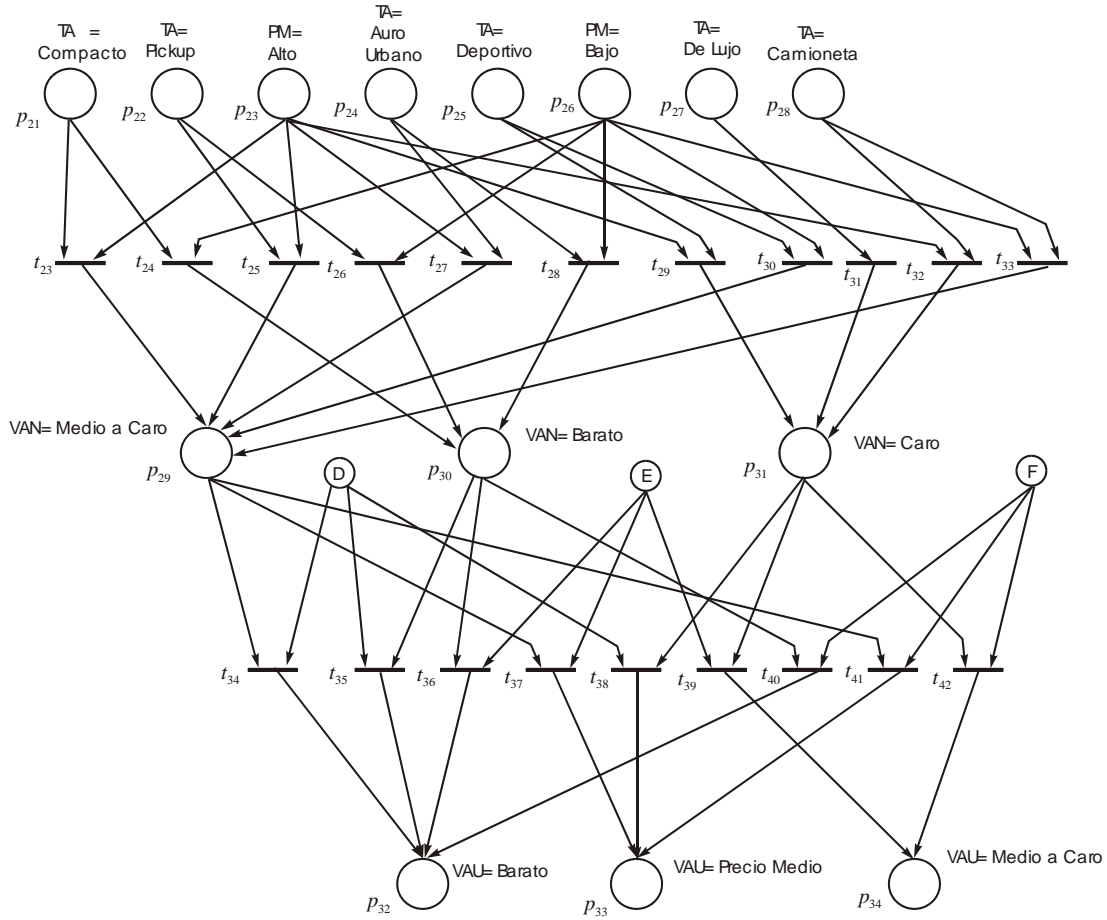 TA =
Compacto
TA=
PIckup
PM=
Alto
TA=
Auro
Urbano
TA=
Deportivo
PM=
Bajo
TA=
De Lujo
TA=
Camioneta
p21
p22
p23
p24
p25
p26
p27
p28
t23
t24
t25
t26
t27
t28
t29
t30
t31
t32
t33
VAN= Medio a Caro
VAN= Barato
VAN= Caro
p29
D
p30
E
p31
F
t34
t35
t36
t37
t38
t39
t40
t41
t42
VAU= Barato
VAU= Precio Medio
VAU= Medio a Caro
p32
p33
p34